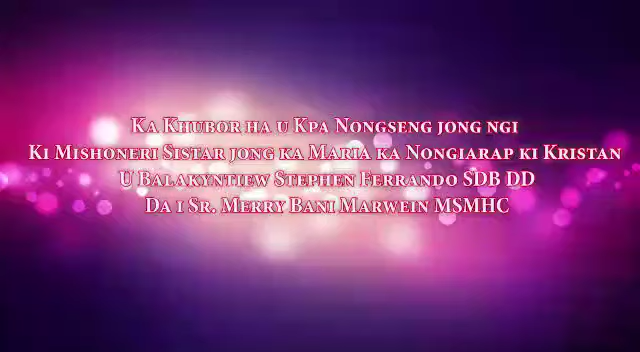 Ka Khubor ha u Kpa Nongseng jong ngi
Ki Mishoneri Sistar jong ka Maria ka Nongiarap ki Kristan
U Balakyntiew Stephen Ferrando SDB DD
Da i Sr. Merry Bani Marwein MSMHC